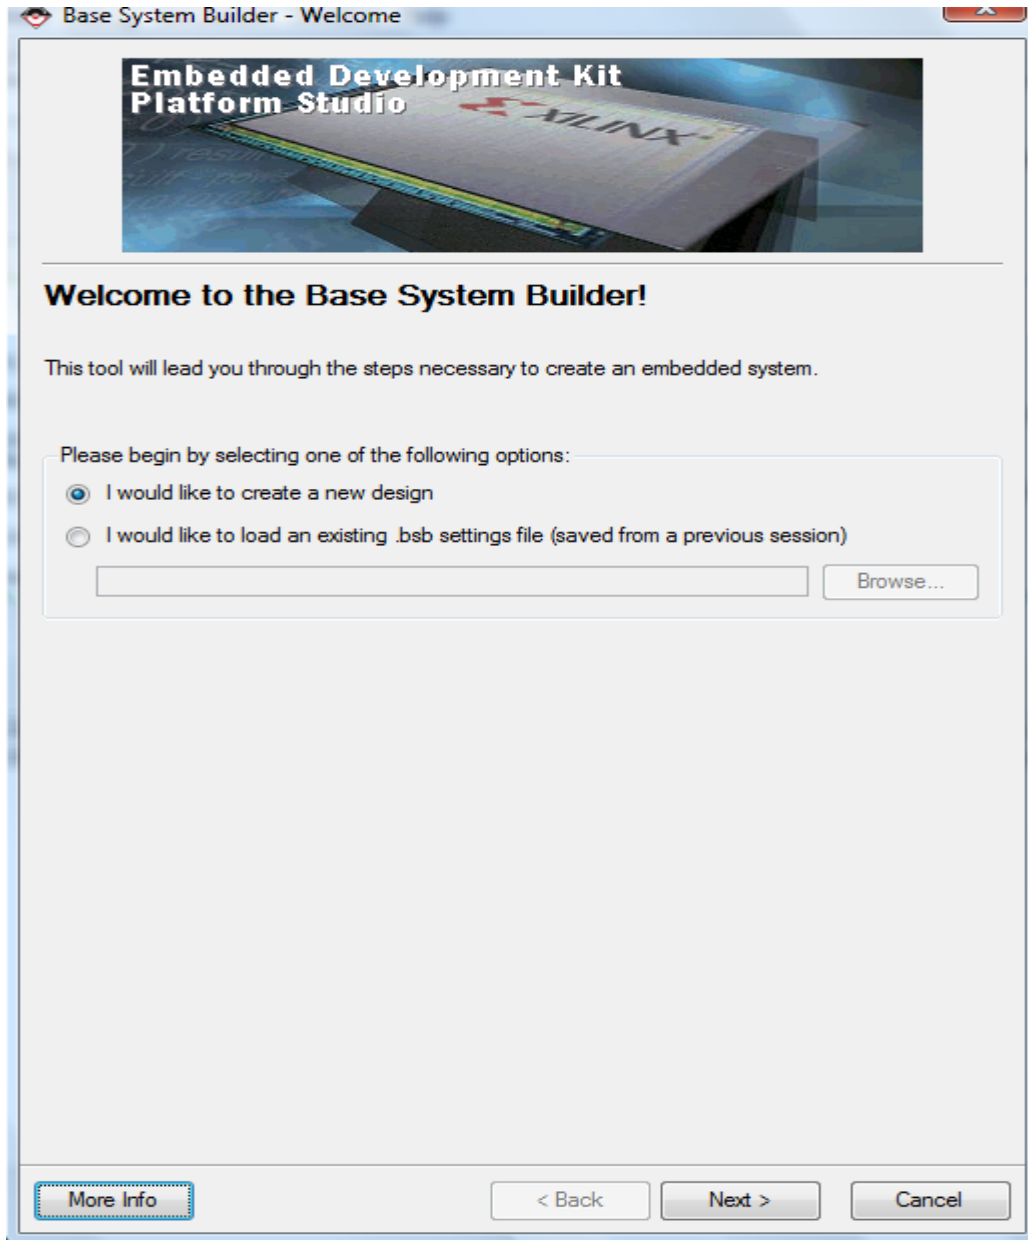 Base System Builder - Welcome
Embedded Development Kit
Platform Studio
XILINX
Welcome to the Base System Builder!
This tool will lead you through the steps necessary to create an embedded system.
Please begin by selecting one of the following options:
I would like to create a new design
I would like to load an existing .bsb settings file (saved from a previous session)
Browse...
More Info
< Back
Next >
Cancel